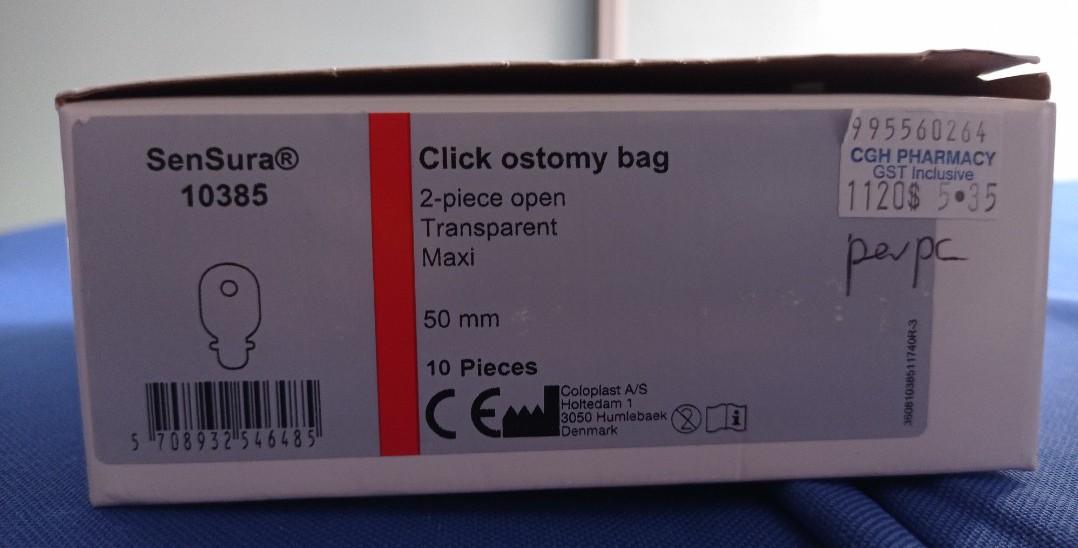 SenSura®
10385
5 708932 546485
Click ostomy bag
2-piece open
Transparent
Maxi
50 mm
10 Pieces
CE
Coloplast A/S
Holtedam 1
3050 Humlebaek
Denmark
995560264
CGH PHARMACY
GST Inclusive
1120$ 5•35
per pc